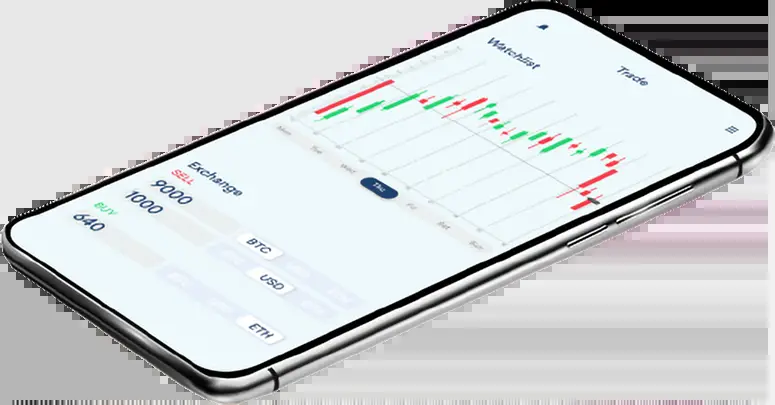 Watchlist
Trade
Mon
Tue
Wed
Thu
Fri
Sat
Sun
Exchange
SELL
9000
BTC
1000
USD
BUY
640
ETH